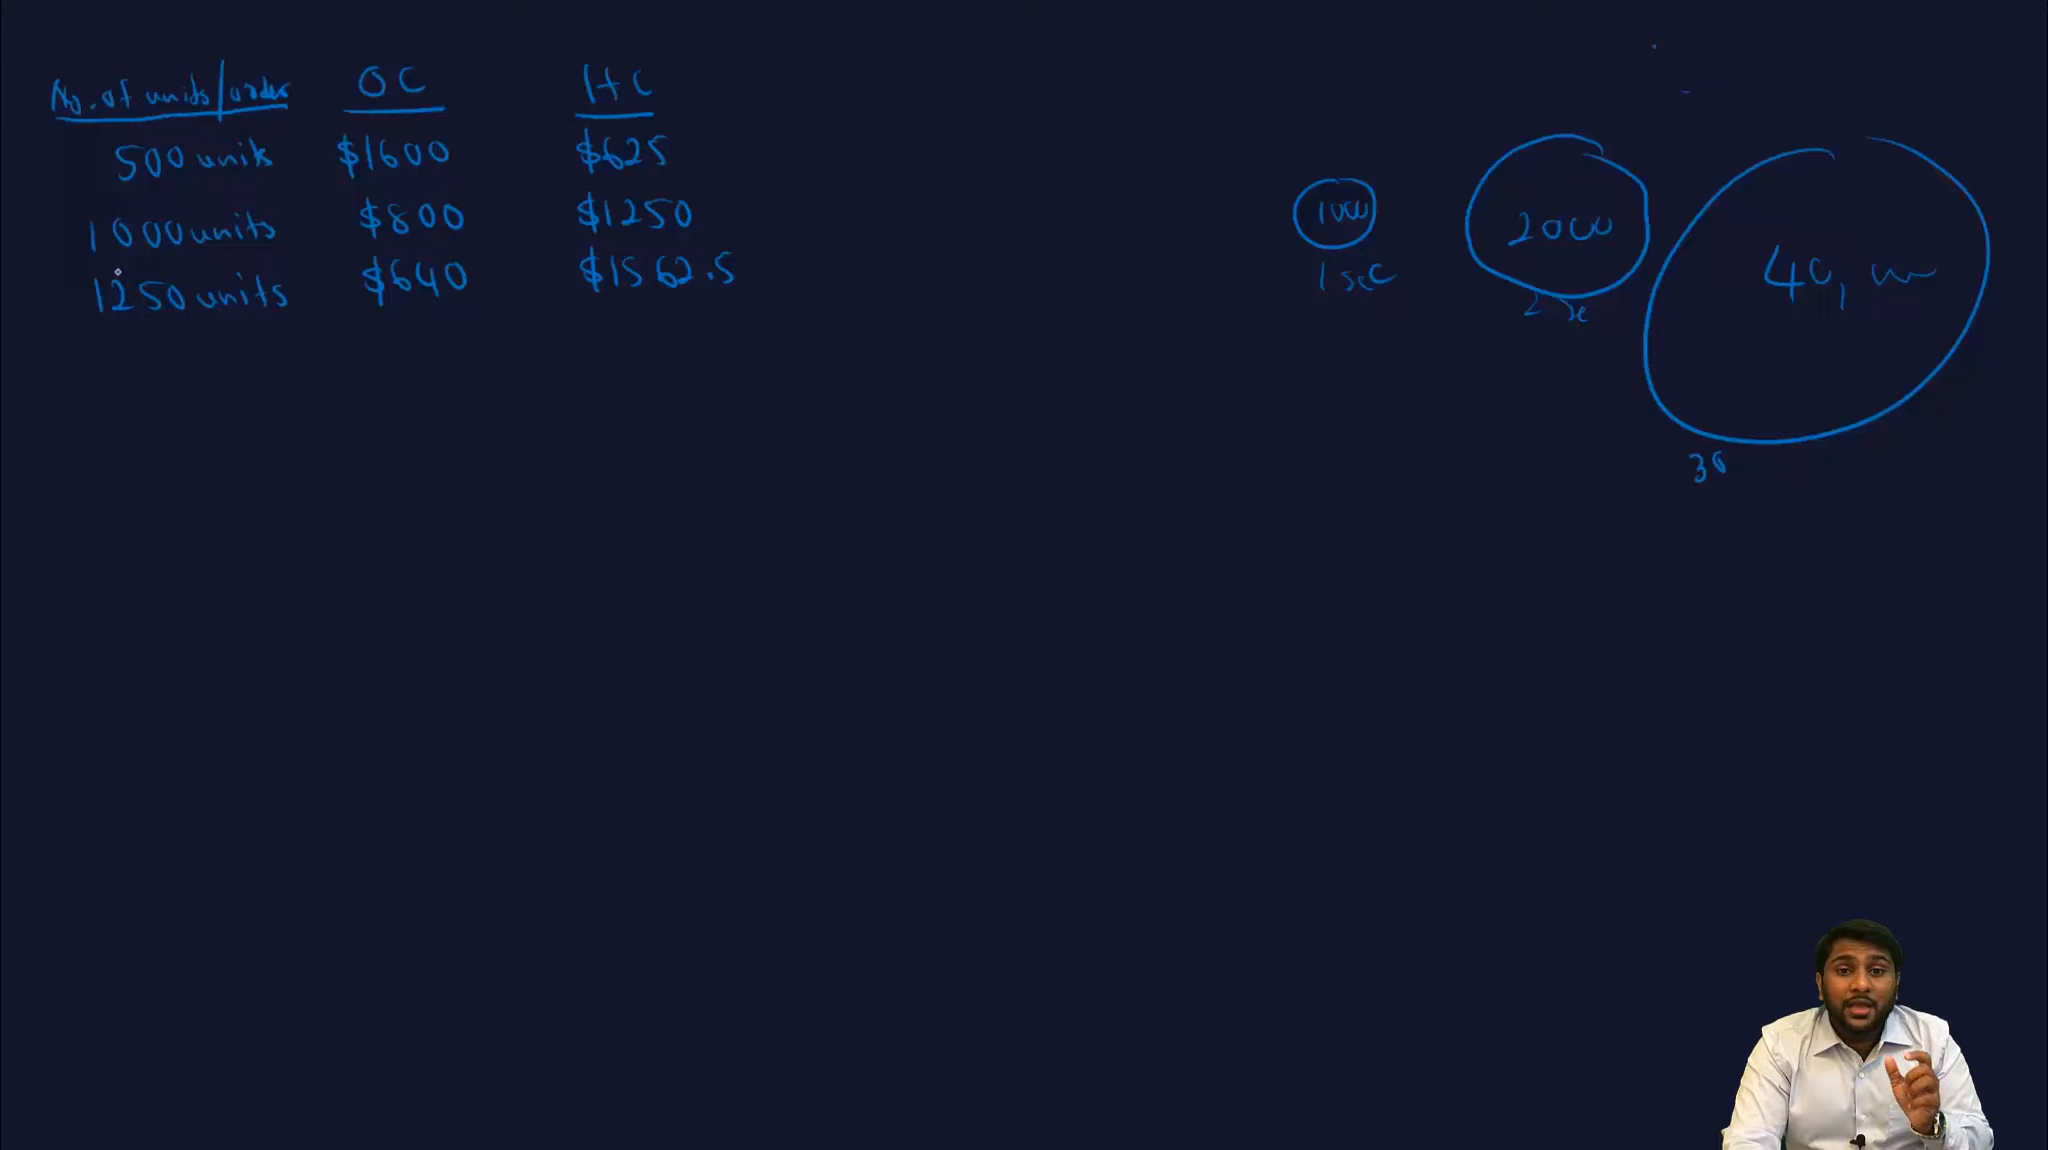 No. of units/order OC HC
500 units $1600 $625
1000 units $800 $1250
1250 units $640 $1562.5
1000
1 sec
2000
2
40,
30